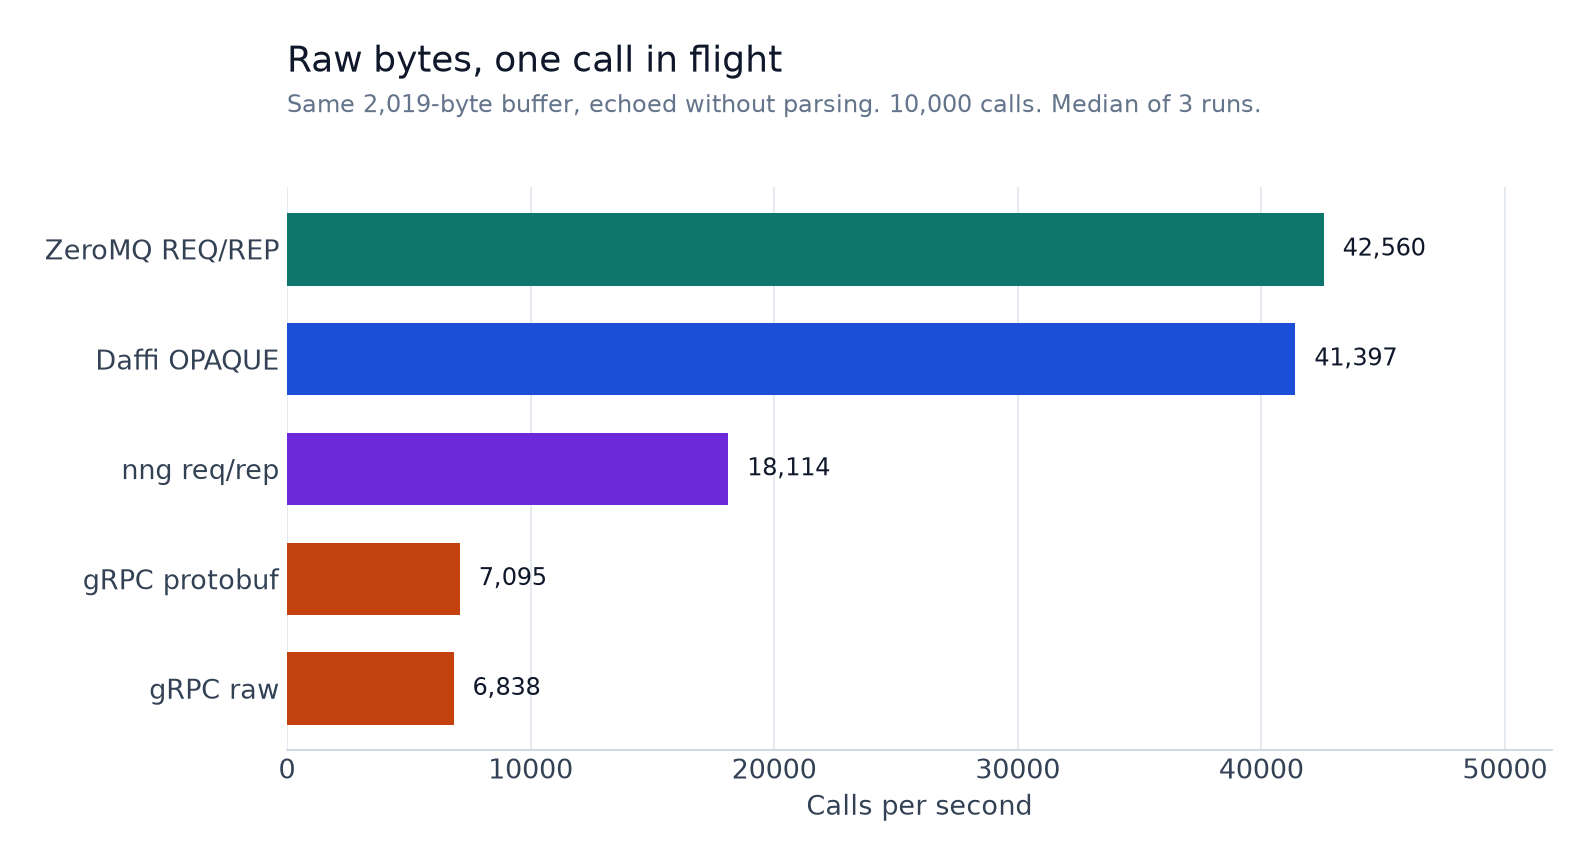 Raw bytes, one call in flight
Same 2,019-byte buffer, echoed without parsing. 10,000 calls. Median of 3 runs.
ZeroMQ REQ/REP
42,560
Daffi OPAQUE
41,397
nng req/rep
18,114
gRPC protobuf
7,095
gRPC raw
6,838
0 10000 20000 30000 40000 50000
Calls per second